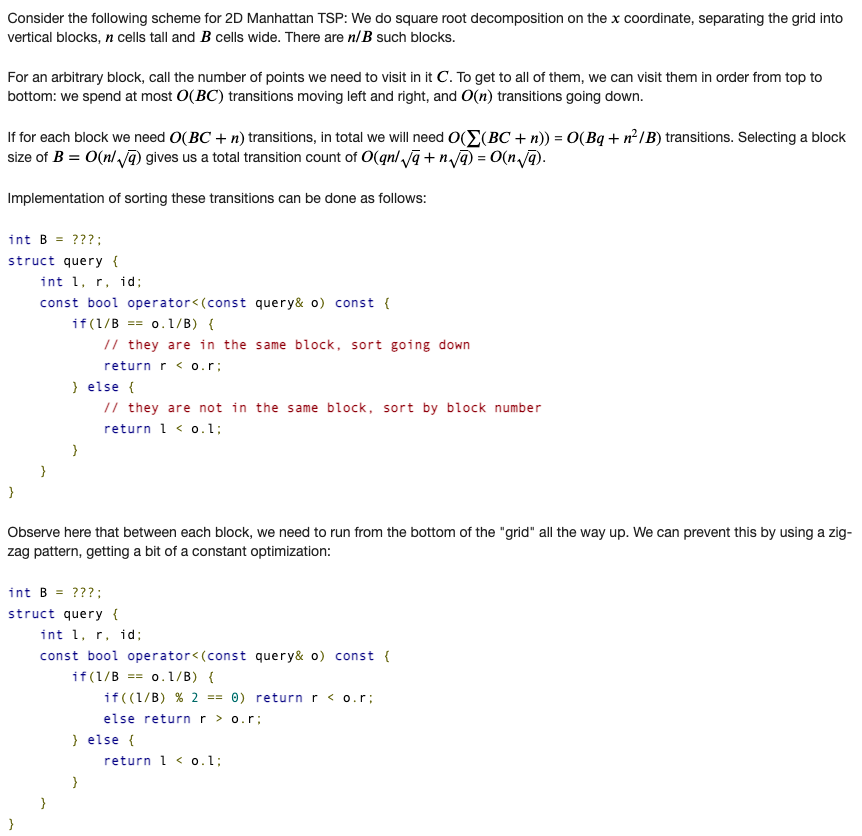 Consider the following scheme for 2D Manhattan TSP: We do square root decomposition on the x coordinate, separating the grid into
vertical blocks, n cells tall and B cells wide. There are n/B such blocks.
For an arbitrary block, call the number of points we need to visit in it C. To get to all of them, we can visit them in order from top to
bottom: we spend at most O(BC) transitions moving left and right, and O(n) transitions going down.
If for each block we need O(BC + n) transitions, in total we will need O(∑(BC + n)) = O(Bq + n²/B) transitions. Selecting a block
size of B = O(n/√q) gives us a total transition count of O(qn/√q + n√q) = O(n√q).
Implementation of sorting these transitions can be done as follows:
int B = ???;
struct query {
    int l, r, id;
    const bool operator<(const query& o) const {
        if(l/B == o.l/B) {
            // they are in the same block, sort going down
            return r < o.r;
        } else {
            // they are not in the same block, sort by block number
            return l < o.l;
        }
    }
}
Observe here that between each block, we need to run from the bottom of the "grid" all the way up. We can prevent this by using a zig-
zag pattern, getting a bit of a constant optimization:
int B = ???;
struct query {
    int l, r, id;
    const bool operator<(const query& o) const {
        if(l/B == o.l/B) {
            if((l/B) % 2 == 0) return r < o.r;
            else return r > o.r;
        } else {
            return l < o.l;
        }
    }
}